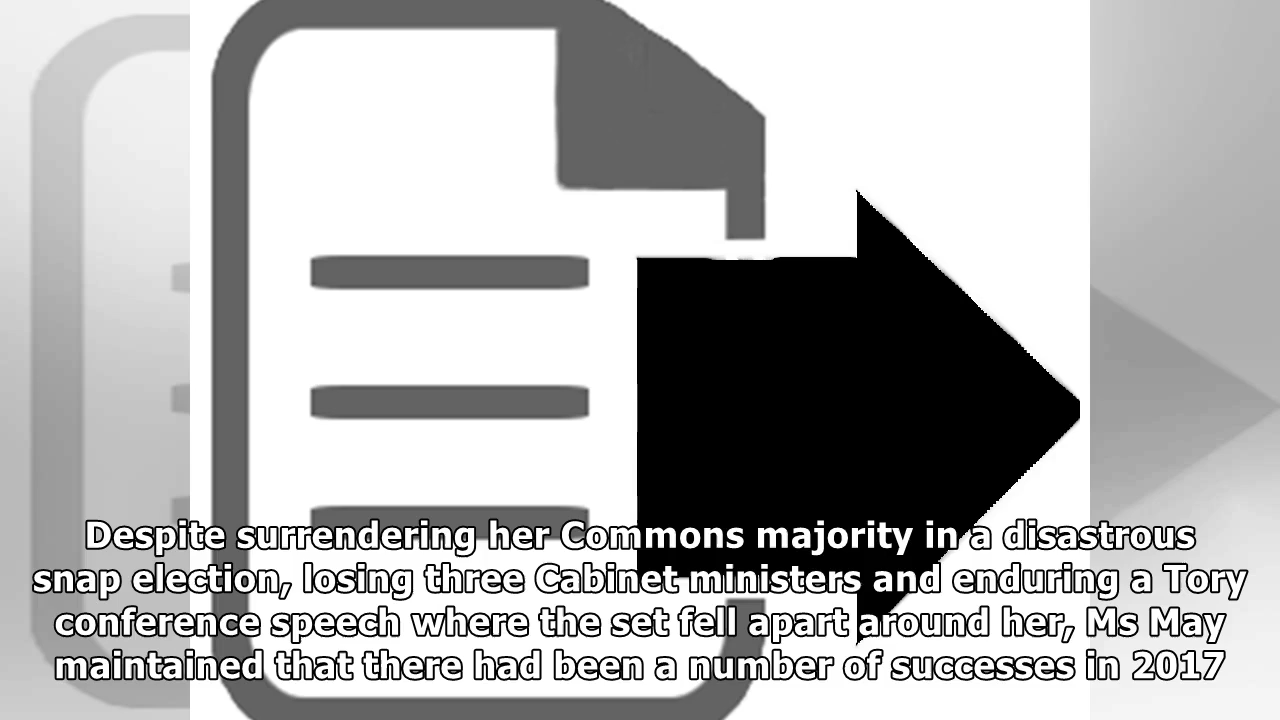 Despite surrendering her Commons majority in a disastrous
snap election, losing three Cabinet ministers and enduring a Tory
conference speech where the set fell apart around her, Ms May
maintained that there had been a number of successes in 2017